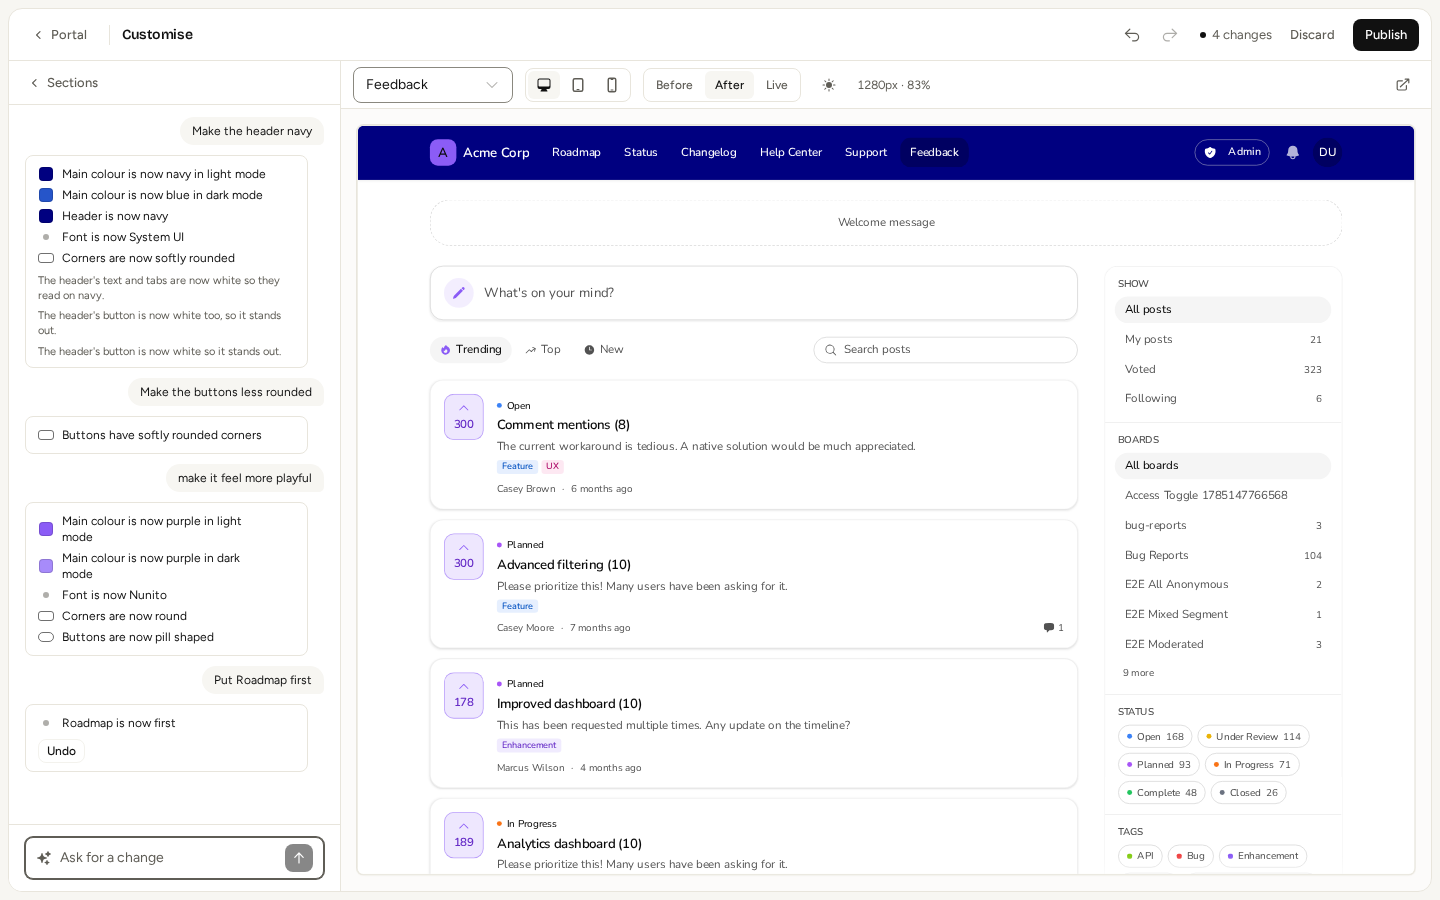 Portal
Customise
4 changes
Discard
Publish
Sections
Feedback
Before
After
Live
1280px · 83%
Make the header navy
Main colour is now navy in light mode
Main colour is now blue in dark mode
Header is now navy
Font is now System UI
Corners are now softly rounded
The header's text and tabs are now white so they
read on navy.
The header's button is now white too, so it stands
out.
The header's button is now white so it stands out.
Make the buttons less rounded
Buttons have softly rounded corners
make it feel more playful
Main colour is now purple in light
mode
Main colour is now purple in dark
mode
Font is now Nunito
Corners are now round
Buttons are now pill shaped
Put Roadmap first
Roadmap is now first
Undo
Ask for a change
A
Acme Corp
Roadmap
Status
Changelog
Help Center
Support
Feedback
Admin
DU
Welcome message
What's on your mind?
Trending
Top
New
Search posts
300
Open
Comment mentions (8)
The current workaround is tedious. A native solution would be much appreciated.
Feature UX
Casey Brown · 6 months ago
300
Planned
Advanced filtering (10)
Please prioritize this! Many users have been asking for it.
Feature
Casey Moore · 7 months ago
1
178
Planned
Improved dashboard (10)
This has been requested multiple times. Any update on the timeline?
Enhancement
Marcus Wilson · 4 months ago
189
In Progress
Analytics dashboard (10)
Please prioritize this! Many users have been asking for it.
SHOW
All posts
My posts 21
Voted 323
Following 6
BOARDS
All boards
Access Toggle 1785147766568
bug-reports 3
Bug Reports 104
E2E All Anonymous 2
E2E Mixed Segment 1
E2E Moderated 3
9 more
STATUS
Open 168
Under Review 114
Planned 93
In Progress 71
Complete 48
Closed 26
TAGS
API
Bug
Enhancement